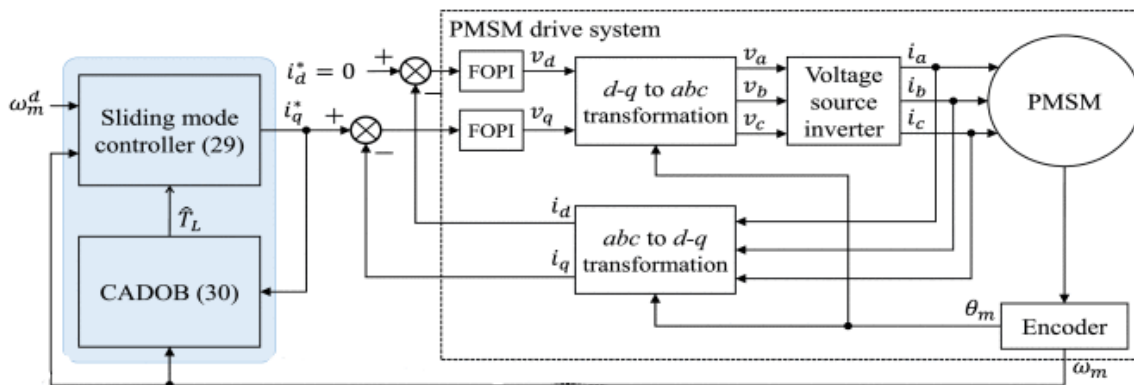 PMSM drive system
i_d^* = 0
+
−
FOPI
v_d
d-q to abc
transformation
v_a
v_b
v_c
Voltage
source
inverter
i_a
i_b
i_c
PMSM
ω_m^d
Sliding mode
controller (29)
i_q^*
+
−
FOPI
v_q
T̂_L
CADOB (30)
i_d
i_q
abc to d-q
transformation
θ_m
Encoder
ω_m